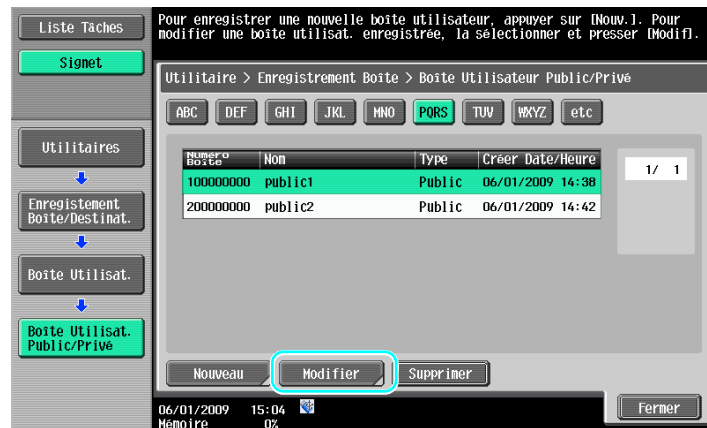 Liste Tâches
Signet
Utilitaires
Enregistement
Boîte/Destinat.
Boîte Utilisat.
Boîte Utilisat.
Public/Privé
Pour enregistrer une nouvelle boîte utilisateur, appuyer sur [Nouv.]. Pour
modifier une boîte utilisat. enregistrée, la sélectionner et presser [Modif].
Utilitaire > Enregistrement Boîte > Boîte Utilisateur Public/Privé
ABC DEF GHI JKL MNO PQRS TUV WXYZ etc
Numéro
Boîte Nom Type Créer Date/Heure
100000000 public1 Public 06/01/2009 14:38
200000000 public2 Public 06/01/2009 14:42
1/ 1
Nouveau Modifier Supprimer
06/01/2009 15:04
Mémoire 0%
Fermer